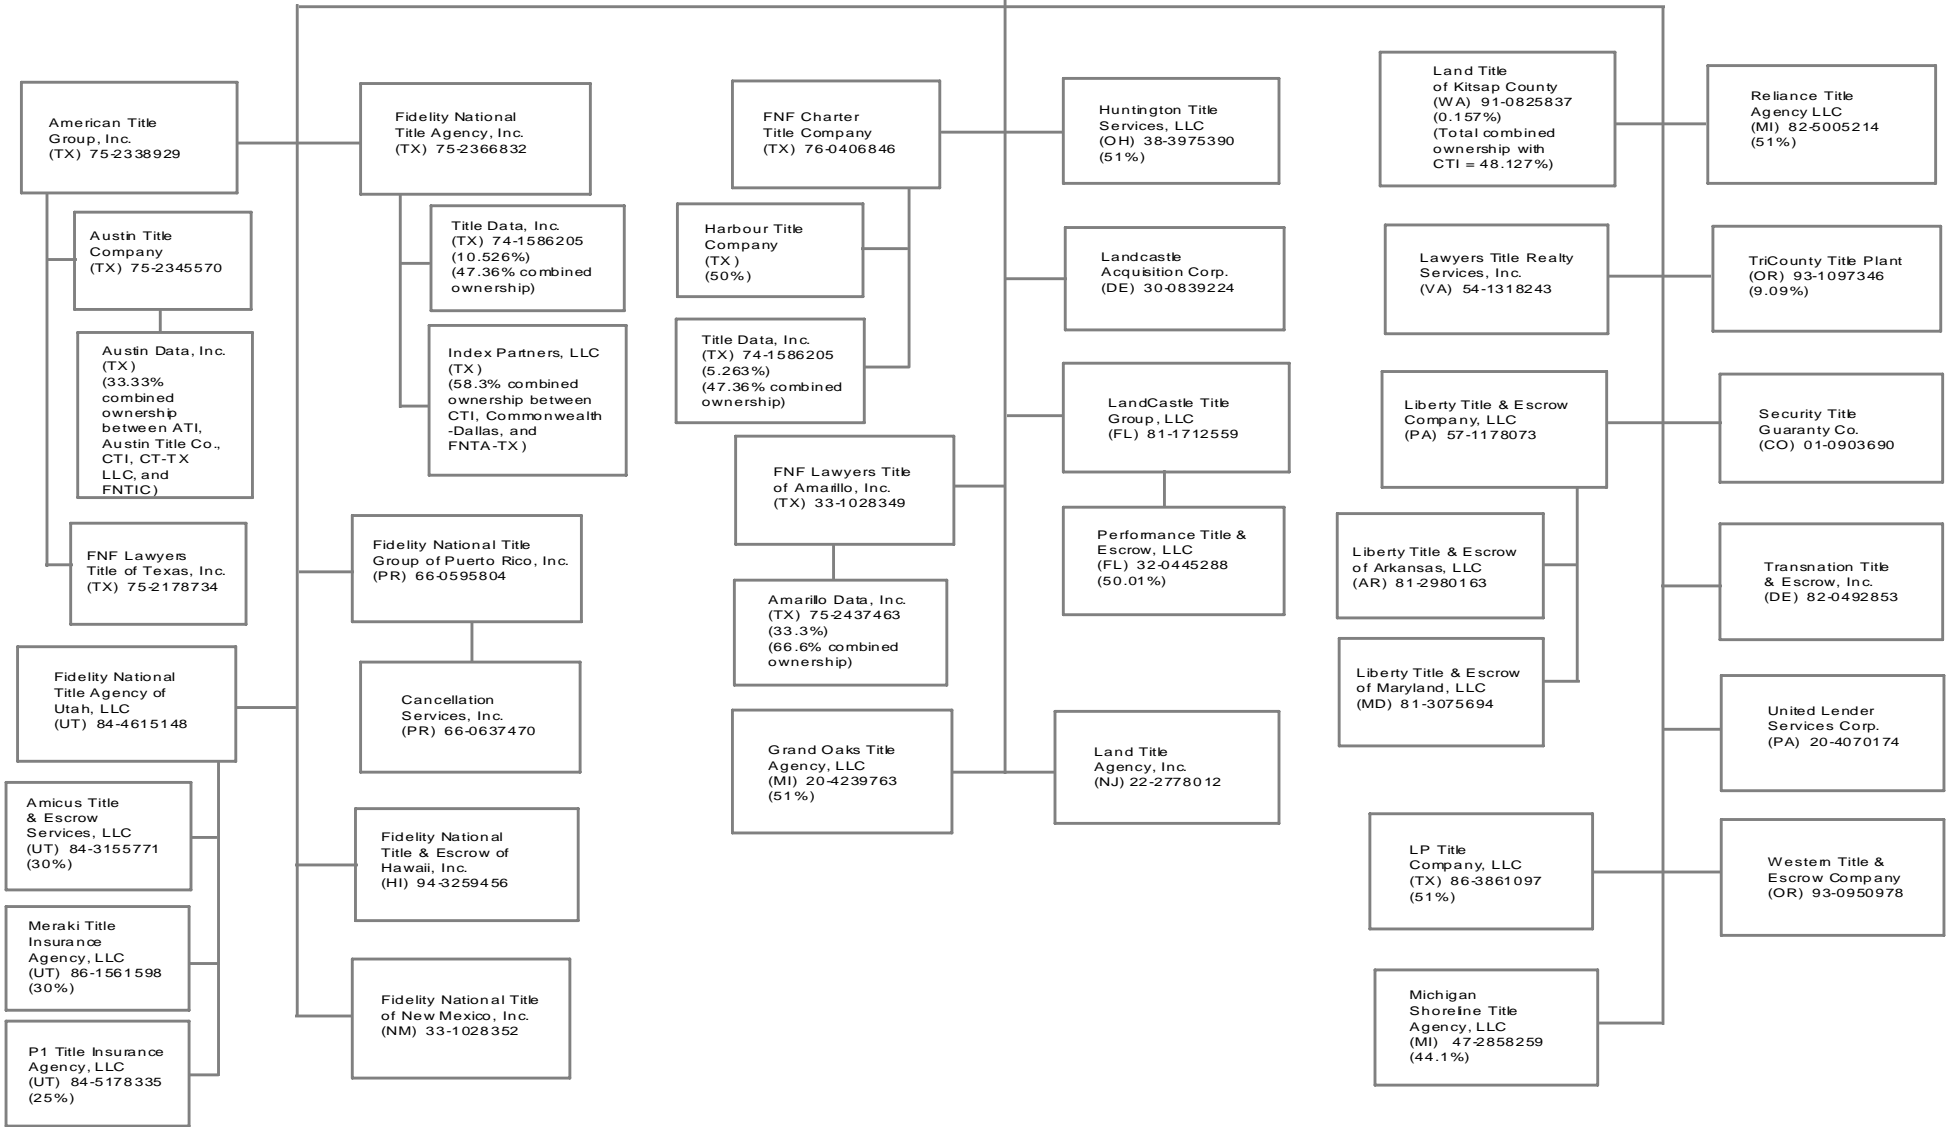 American Title
Group, Inc.
(TX) 75-2338929
Austin Title
Company
(TX) 75-2345570
Austin Data, Inc.
(TX)
(33.33%
combined
ownership
between ATI,
Austin Title Co.,
CTI, CT-TX
LLC, and
FNTIC)
FNF Lawyers
Title of Texas, Inc.
(TX) 75-2178734
Fidelity National
Title Agency of
Utah, LLC
(UT) 84-4615148
Amicus Title
& Escrow
Services, LLC
(UT) 84-3155771
(30%)
Meraki Title
Insurance
Agency, LLC
(UT) 86-1561598
(30%)
P1 Title Insurance
Agency, LLC
(UT) 84-5178335
(25%)
Fidelity National
Title Agency, Inc.
(TX) 75-2366832
Title Data, Inc.
(TX) 74-1586205
(10.526%)
(47.36% combined
ownership)
Index Partners, LLC
(TX)
(58.3% combined
ownership between
CTI, Commonwealth
-Dallas, and
FNTA-TX)
Fidelity National Title
Group of Puerto Rico, Inc.
(PR) 66-0595804
Cancellation
Services, Inc.
(PR) 66-0637470
Fidelity National
Title & Escrow of
Hawaii, Inc.
(HI) 94-3259456
Fidelity National Title
of New Mexico, Inc.
(NM) 33-1028352
FNF Charter
Title Company
(TX) 76-0406846
Harbour Title
Company
(TX)
(50%)
Title Data, Inc.
(TX) 74-1586205
(5.263%)
(47.36% combined
ownership)
FNF Lawyers Title
of Amarillo, Inc.
(TX) 33-1028349
Amarillo Data, Inc.
(TX) 75-2437463
(33.3%)
(66.6% combined
ownership)
Grand Oaks Title
Agency, LLC
(MI) 20-4239763
(51%)
Huntington Title
Services, LLC
(OH) 38-3975390
(51%)
Landcastle
Acquisition Corp.
(DE) 30-0839224
LandCastle Title
Group, LLC
(FL) 81-1712559
Performance Title &
Escrow, LLC
(FL) 32-0445288
(50.01%)
Land Title
Agency, Inc.
(NJ) 22-2778012
Land Title
of Kitsap County
(WA) 91-0825837
(0.157%)
(Total combined
ownership with
CTI = 48.127%)
Lawyers Title Realty
Services, Inc.
(VA) 54-1318243
Liberty Title & Escrow
Company, LLC
(PA) 57-1178073
Liberty Title & Escrow
of Arkansas, LLC
(AR) 81-2980163
Liberty Title & Escrow
of Maryland, LLC
(MD) 81-3075694
LP Title
Company, LLC
(TX) 86-3861097
(51%)
Michigan
Shoreline Title
Agency, LLC
(MI) 47-2858259
(44.1%)
Reliance Title
Agency LLC
(MI) 82-5005214
(51%)
TriCounty Title Plant
(OR) 93-1097346
(9.09%)
Security Title
Guaranty Co.
(CO) 01-0903690
Transnation Title
& Escrow, Inc.
(DE) 82-0492853
United Lender
Services Corp.
(PA) 20-4070174
Western Title &
Escrow Company
(OR) 93-0950978